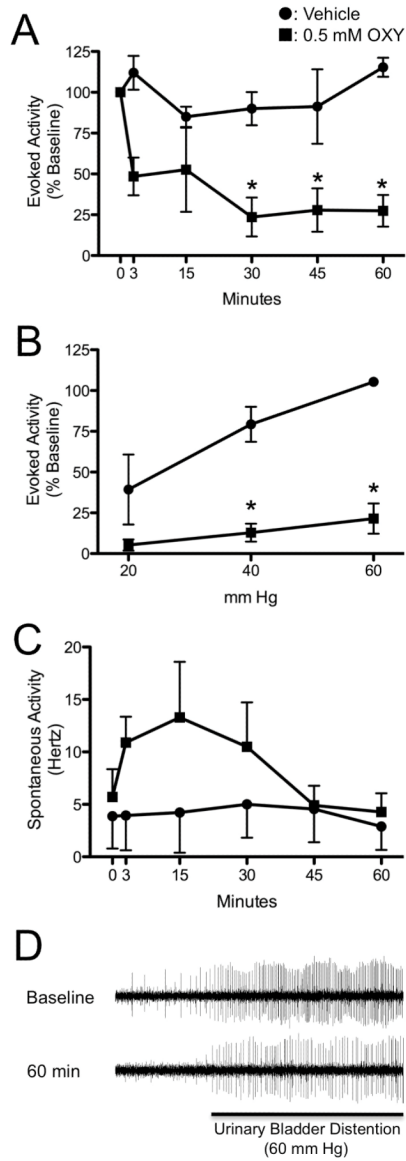 A
●: Vehicle
■: 0.5 mM OXY
Evoked Activity
(% Baseline)
125
100
75
50
25
0
* * *
0 3 15 30 45 60
Minutes
B
Evoked Activity
(% Baseline)
125
100
75
50
25
0
* *
20 40 60
mm Hg
C
Spontaneous Activity
(Hertz)
20
15
10
5
0
0 3 15 30 45 60
Minutes
D
Baseline
60 min
Urinary Bladder Distention
(60 mm Hg)